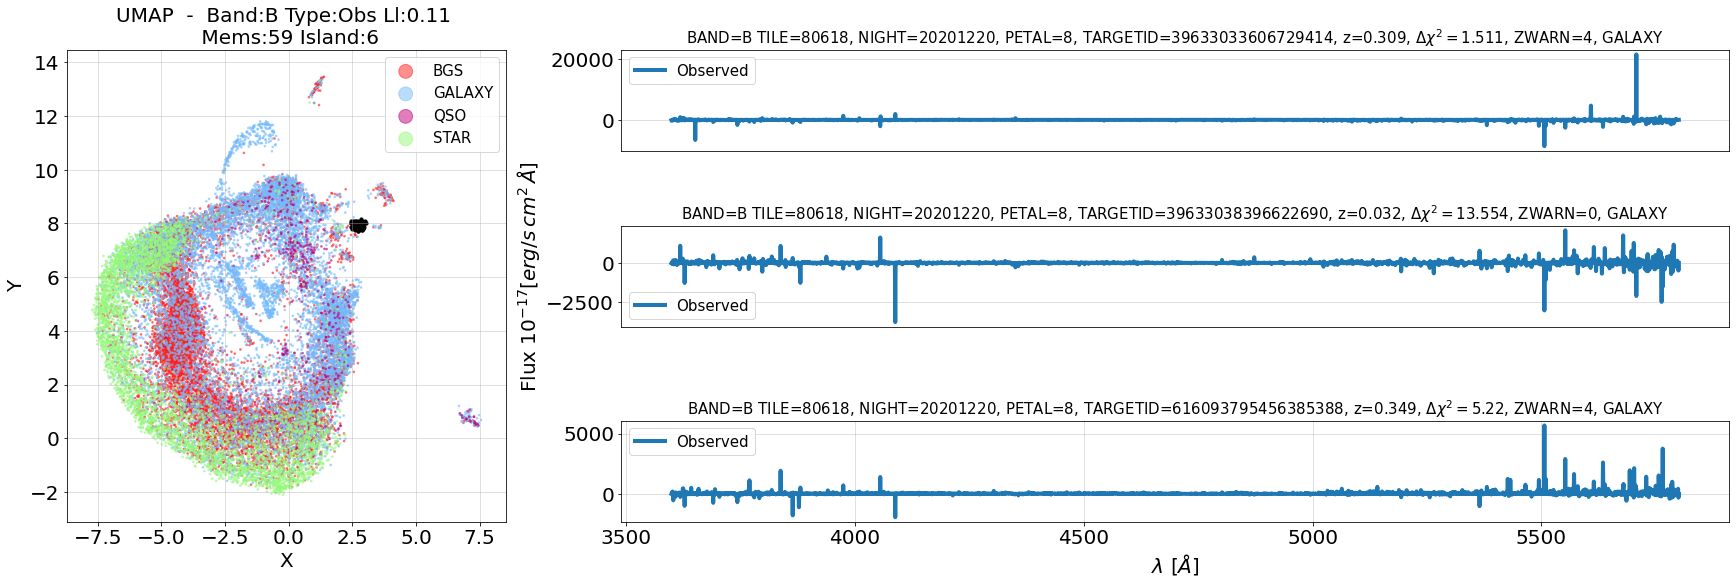 UMAP - Band:B Type:Obs Ll:0.11
Mems:59 Island:6
14
12
10
8
6
4
2
0
−2
Y
BGS
GALAXY
QSO
STAR
−7.5 −5.0 −2.5 0.0 2.5 5.0 7.5
X
Flux 10⁻¹⁷[erg/s cm² Å]
BAND=B TILE=80618, NIGHT=20201220, PETAL=8, TARGETID=39633033606729414, z=0.309, Δχ² = 1.511, ZWARN=4, GALAXY
20000
0
Observed
BAND=B TILE=80618, NIGHT=20201220, PETAL=8, TARGETID=39633038396622690, z=0.032, Δχ² = 13.554, ZWARN=0, GALAXY
0
−2500
Observed
BAND=B TILE=80618, NIGHT=20201220, PETAL=8, TARGETID=616093795456385388, z=0.349, Δχ² = 5.22, ZWARN=4, GALAXY
5000
0
Observed
3500 4000 4500 5000 5500
λ [Å]